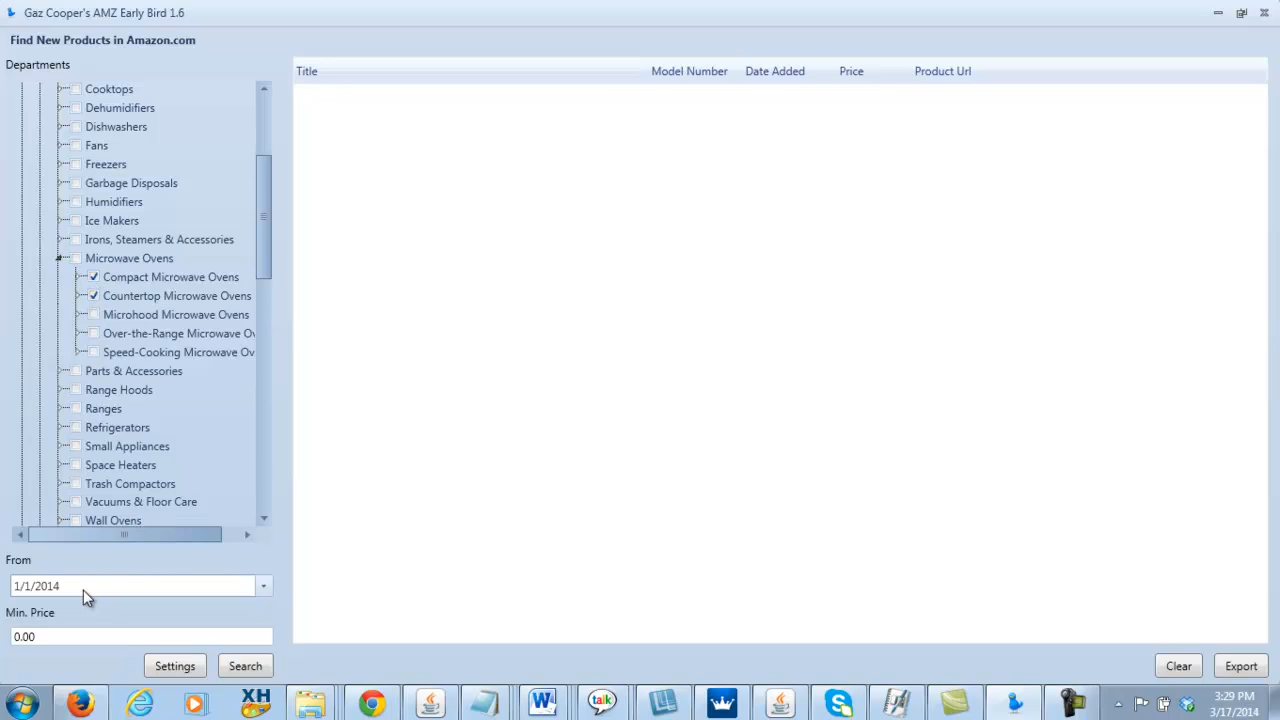 Gaz Cooper's AMZ Early Bird 1.6
Find New Products in Amazon.com
Departments
Title Model Number Date Added Price Product Url
Cooktops
Dehumidifiers
Dishwashers
Fans
Freezers
Garbage Disposals
Humidifiers
Ice Makers
Irons, Steamers & Accessories
Microwave Ovens
Compact Microwave Ovens
Countertop Microwave Ovens
Microhood Microwave Ovens
Over-the-Range Microwave Ov
Speed-Cooking Microwave Ov
Parts & Accessories
Range Hoods
Ranges
Refrigerators
Small Appliances
Space Heaters
Trash Compactors
Vacuums & Floor Care
Wall Ovens
From
1/1/2014
Min. Price
0.00
Settings Search Clear Export
XH
talk
W
S
3:29 PM
3/17/2014